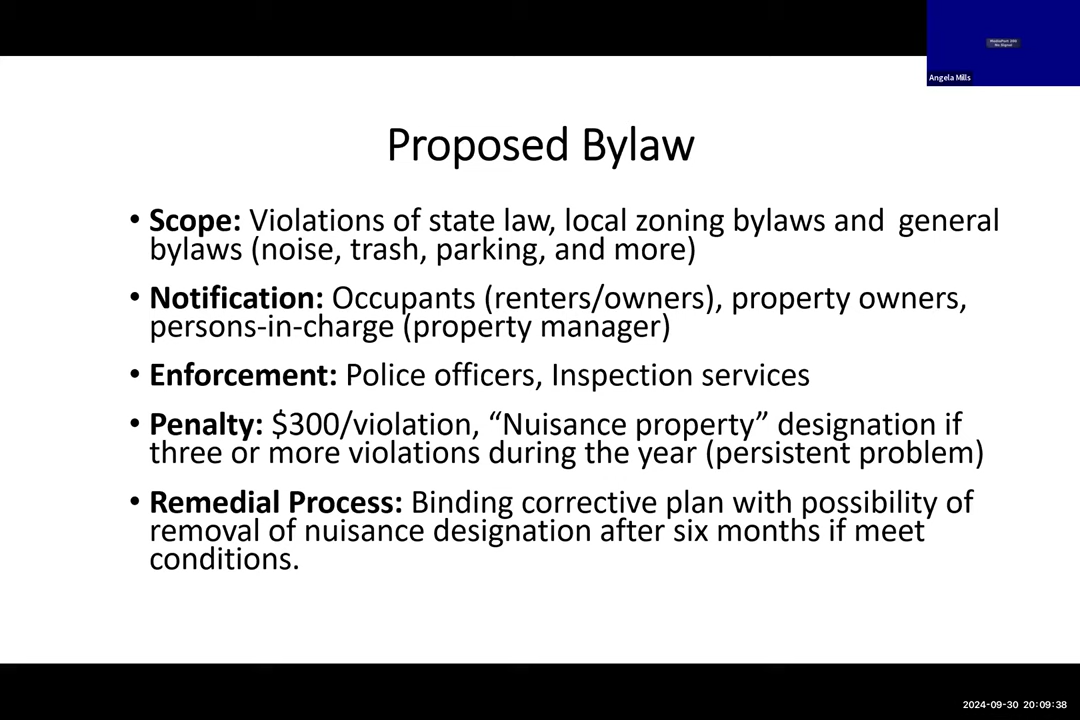 Angela Mills
Proposed Bylaw
• Scope: Violations of state law, local zoning bylaws and general
bylaws (noise, trash, parking, and more)
• Notification: Occupants (renters/owners), property owners,
persons-in-charge (property manager)
• Enforcement: Police officers, Inspection services
• Penalty: $300/violation, “Nuisance property” designation if
three or more violations during the year (persistent problem)
• Remedial Process: Binding corrective plan with possibility of
removal of nuisance designation after six months if meet
conditions.
2024-09-30 20:09:38